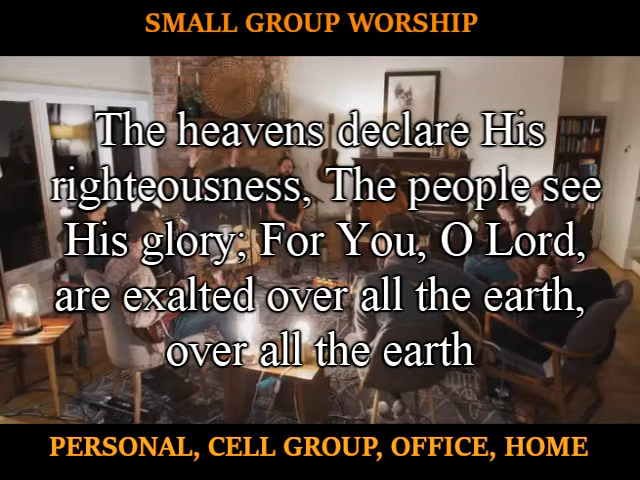 SMALL GROUP WORSHIP
The heavens declare His
righteousness, The people see
His glory; For You, O Lord,
are exalted over all the earth,
over all the earth
PERSONAL, CELL GROUP, OFFICE, HOME